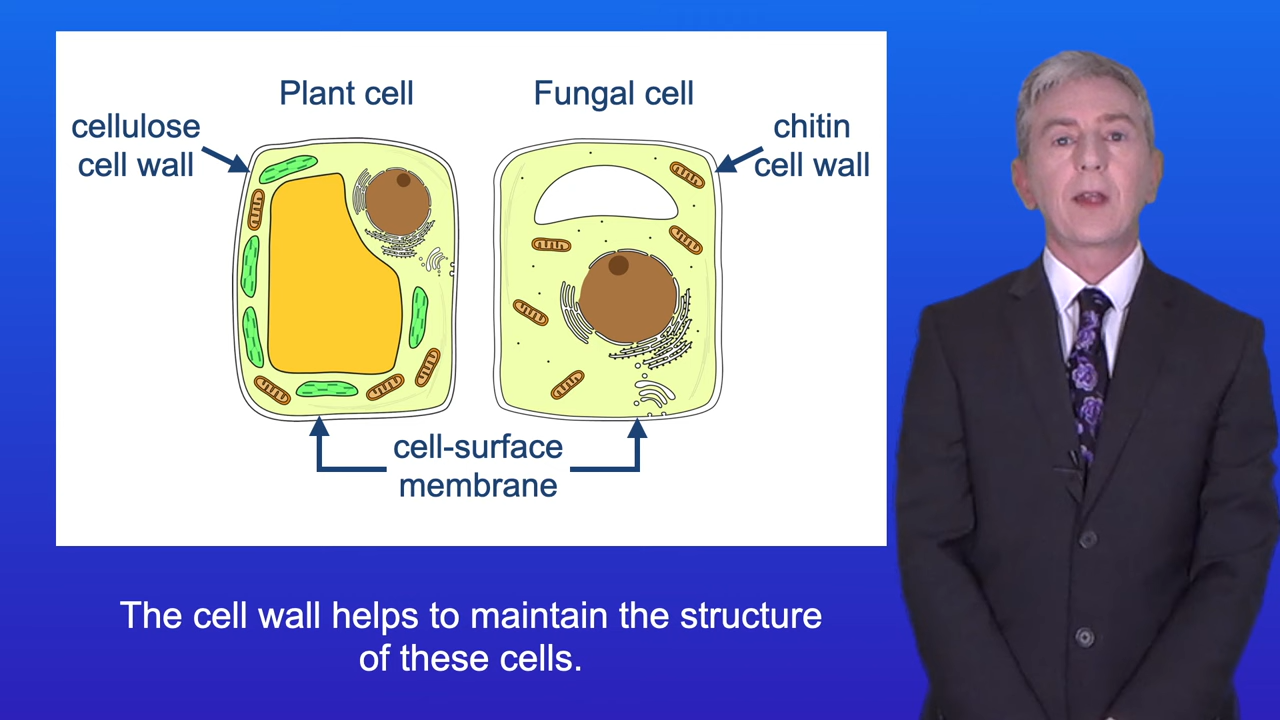 Plant cell
Fungal cell
cellulose
cell wall
chitin
cell wall
cell-surface
membrane
The cell wall helps to maintain the structure
of these cells.